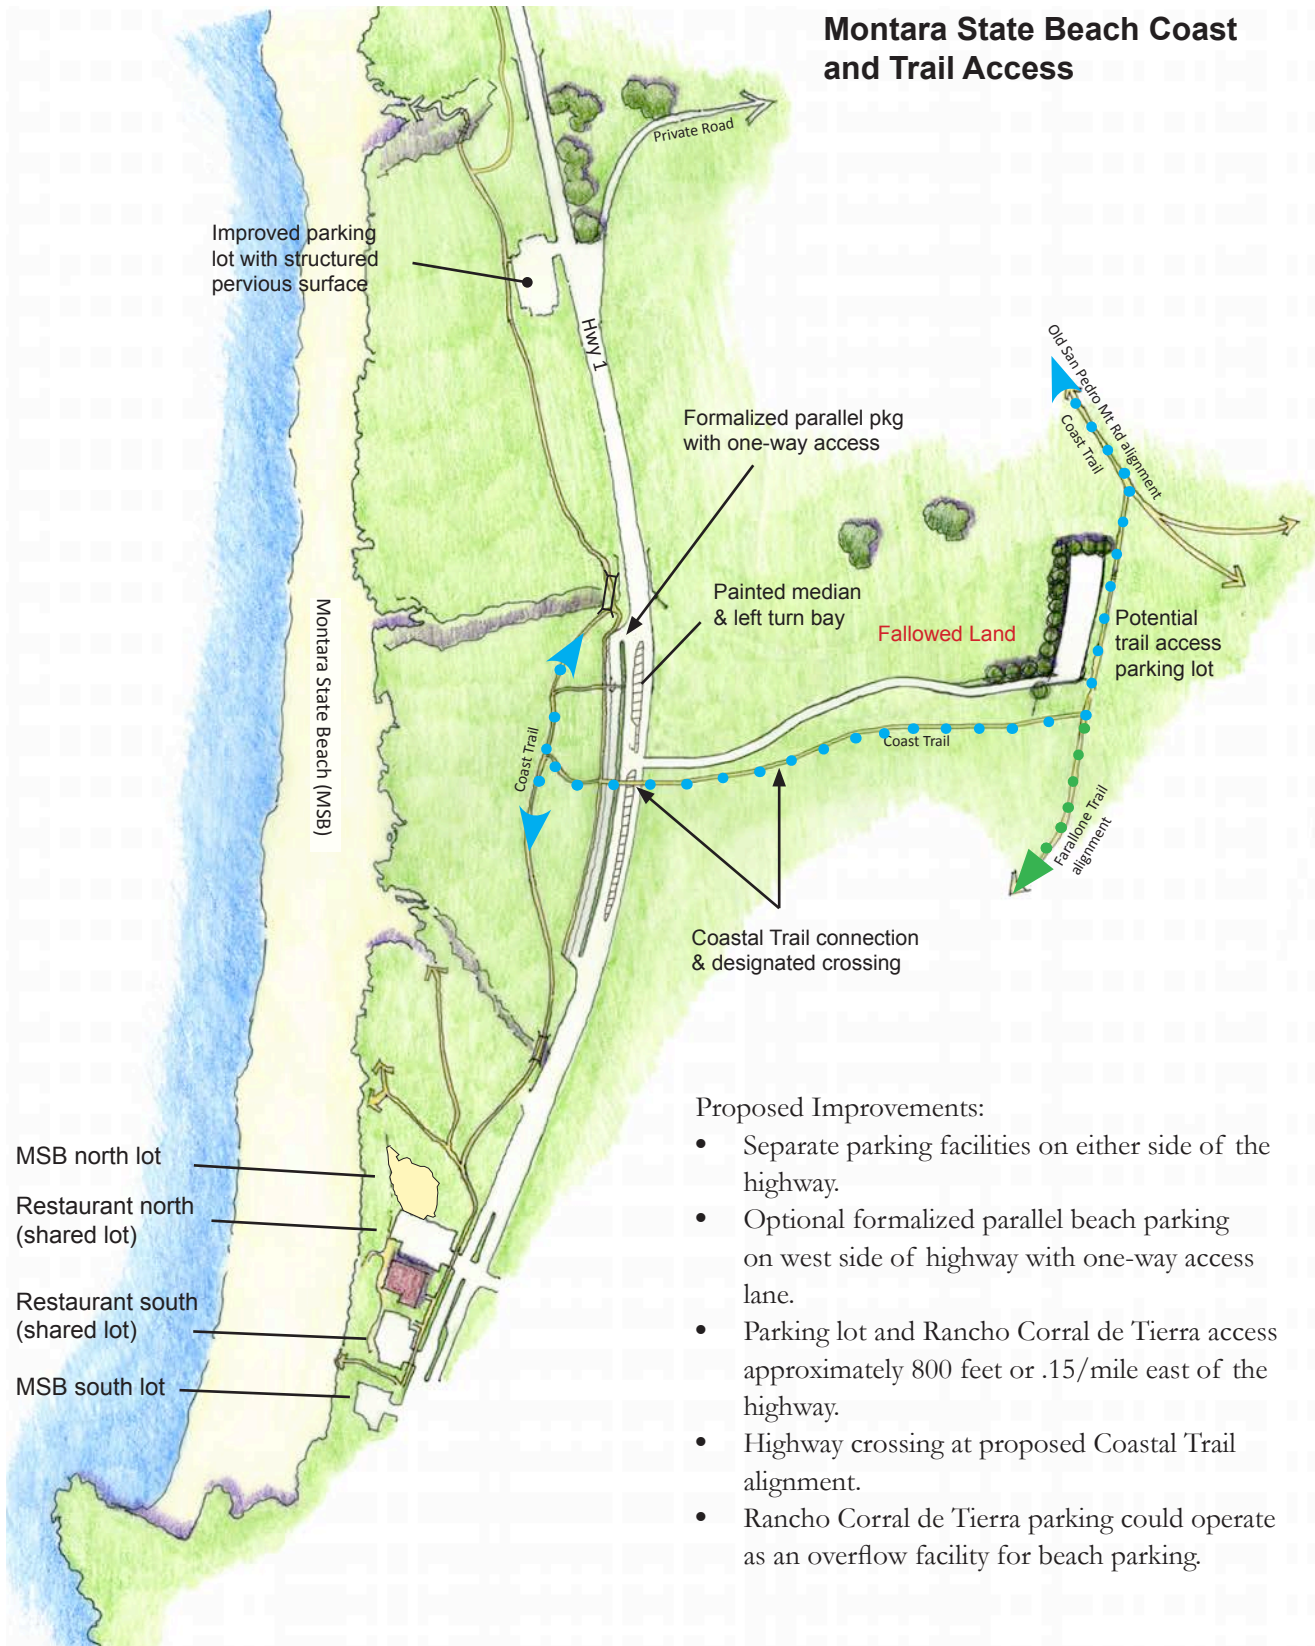 Montara State Beach Coast
and Trail Access
Private Road
Improved parking
lot with structured
pervious surface
Hwy 1
Old San Pedro Mt Rd alignment
Coast Trail
Formalized parallel pkg
with one-way access
Painted median
& left turn bay
Fallowed Land
Potential
trail access
parking lot
Montara State Beach (MSB)
Coast Trail
Coast Trail
Farallone Trail
alignment
Coastal Trail connection
& designated crossing
MSB north lot
Restaurant north
(shared lot)
Restaurant south
(shared lot)
MSB south lot
Proposed Improvements:
• Separate parking facilities on either side of the
highway.
• Optional formalized parallel beach parking
on west side of highway with one-way access
lane.
• Parking lot and Rancho Corral de Tierra access
approximately 800 feet or .15/mile east of the
highway.
• Highway crossing at proposed Coastal Trail
alignment.
• Rancho Corral de Tierra parking could operate
as an overflow facility for beach parking.